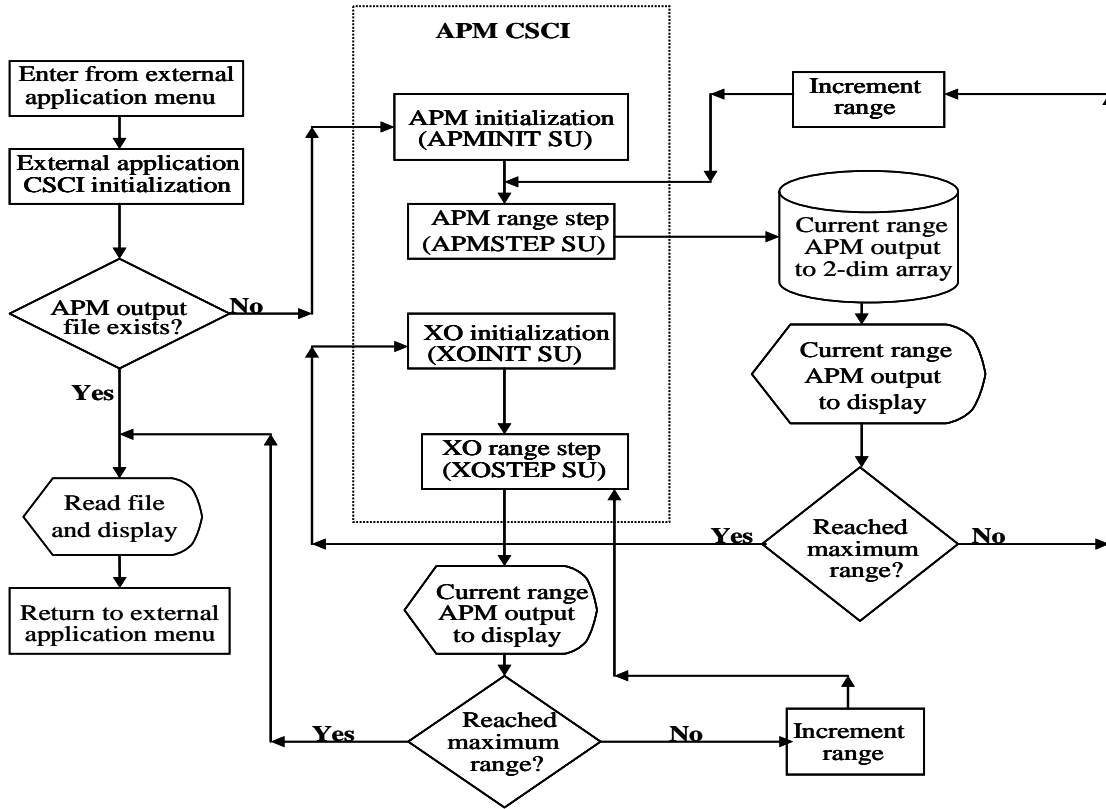 APM CSCI
Enter from external
application menu
External application
CSCI initialization
APM output
file exists?
No
Yes
Read file
and display
Return to external
application menu
APM initialization
(APMINIT SU)
APM range step
(APMSTEP SU)
XO initialization
(XOINIT SU)
XO range step
(XOSTEP SU)
Increment
range
Current range
APM output
to 2-dim array
Current range
APM output
to display
Reached
maximum
range?
Yes
No
Current range
APM output
to display
Reached
maximum
range?
Yes
No
Increment
range